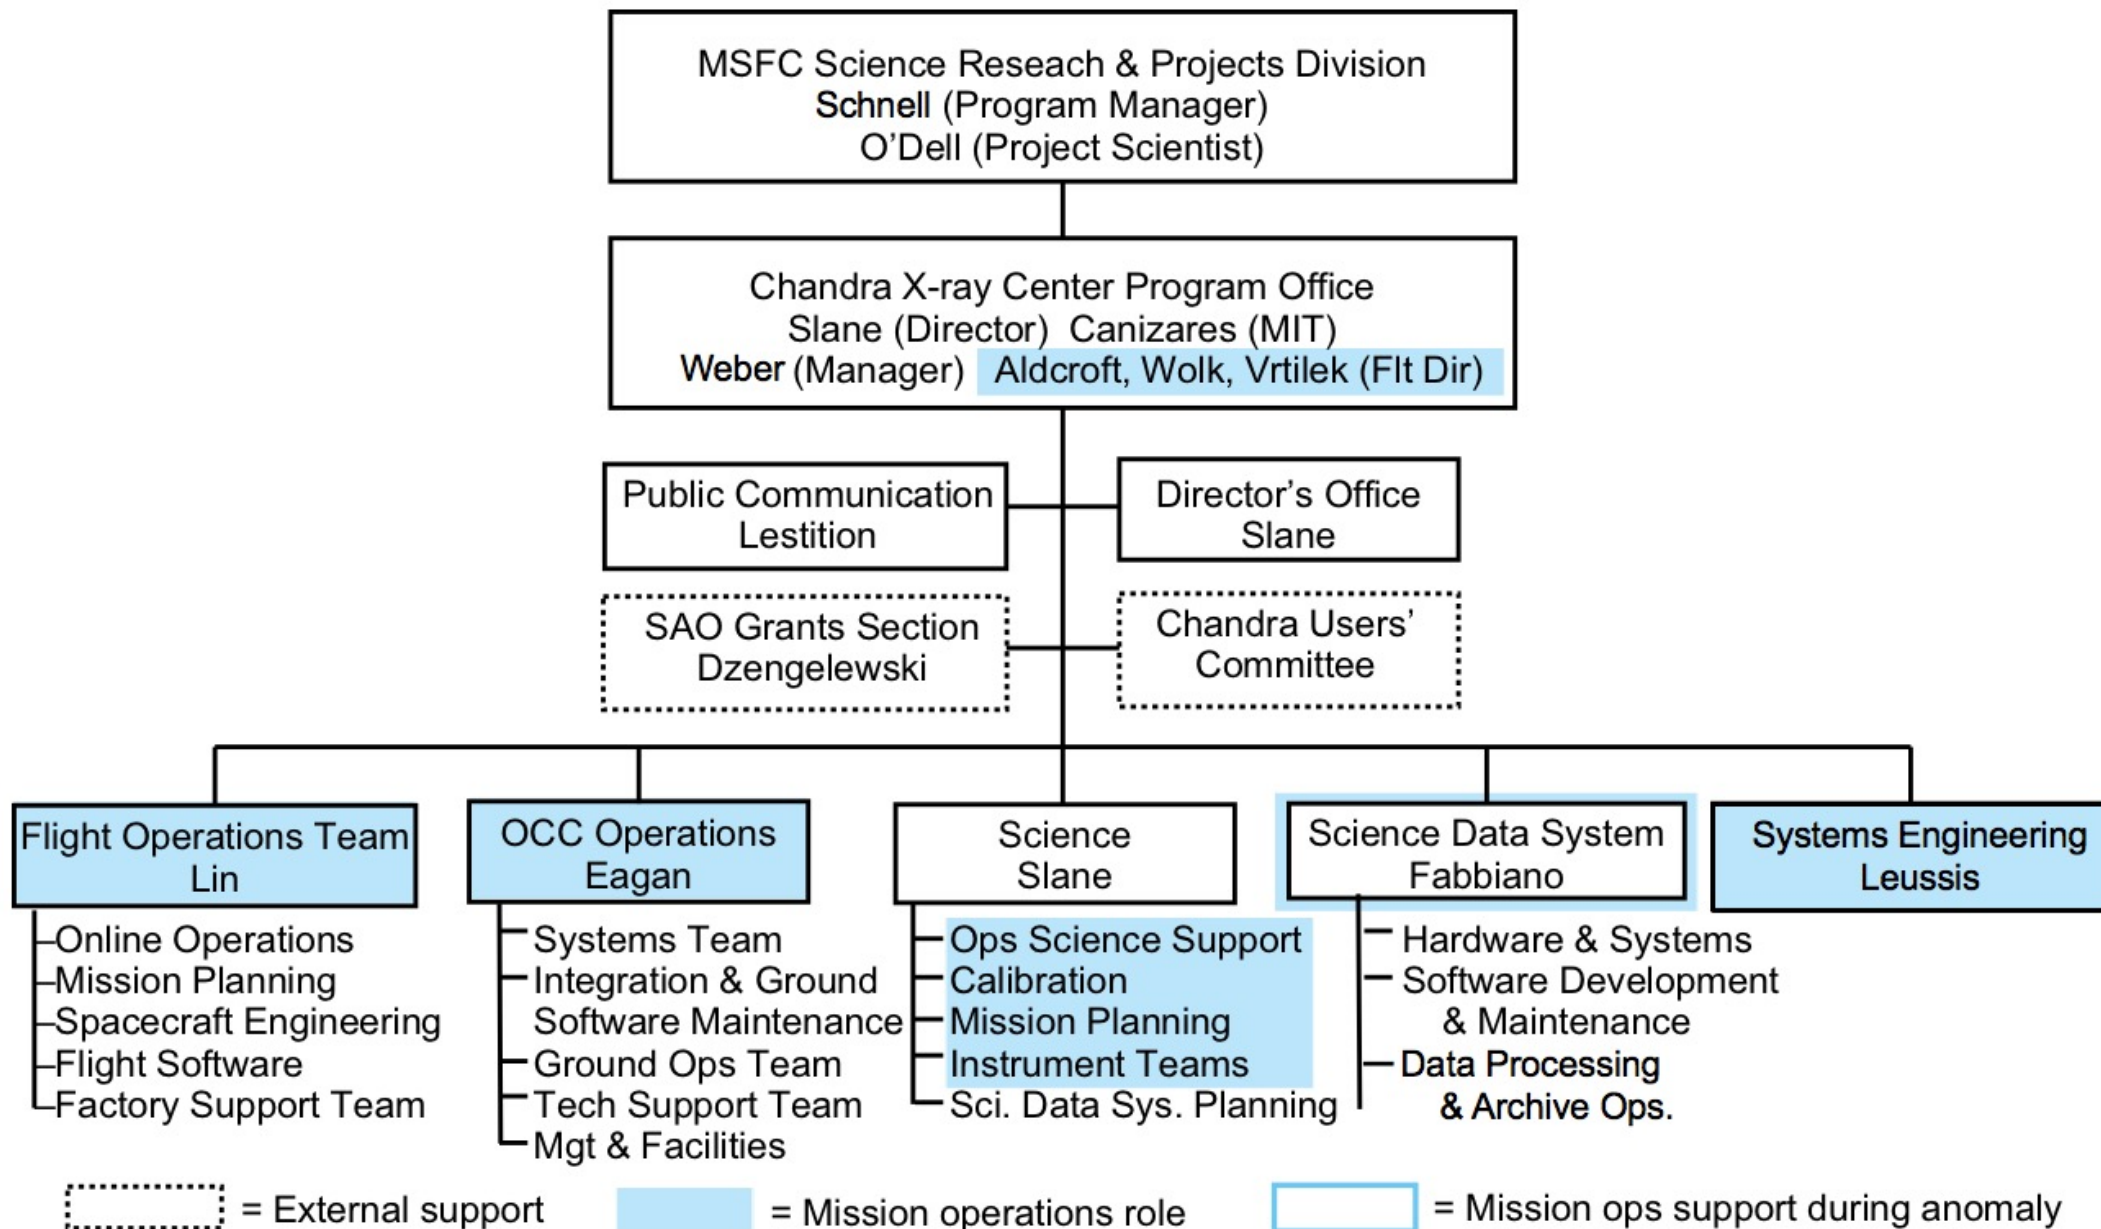 MSFC Science Reseach & Projects Division
Schnell (Program Manager)
O'Dell (Project Scientist)
Chandra X-ray Center Program Office
Slane (Director) Canizares (MIT)
Weber (Manager) Aldcroft, Wolk, Vrtilek (Flt Dir)
Public Communication
Lestition
Director's Office
Slane
SAO Grants Section
Dzengelewski
Chandra Users'
Committee
Flight Operations Team
Lin
Online Operations
Mission Planning
Spacecraft Engineering
Flight Software
Factory Support Team
OCC Operations
Eagan
Systems Team
Integration & Ground
Software Maintenance
Ground Ops Team
Tech Support Team
Mgt & Facilities
Science
Slane
Ops Science Support
Calibration
Mission Planning
Instrument Teams
Sci. Data Sys. Planning
Science Data System
Fabbiano
Hardware & Systems
Software Development
& Maintenance
Data Processing
& Archive Ops.
Systems Engineering
Leussis
= External support
= Mission operations role
= Mission ops support during anomaly